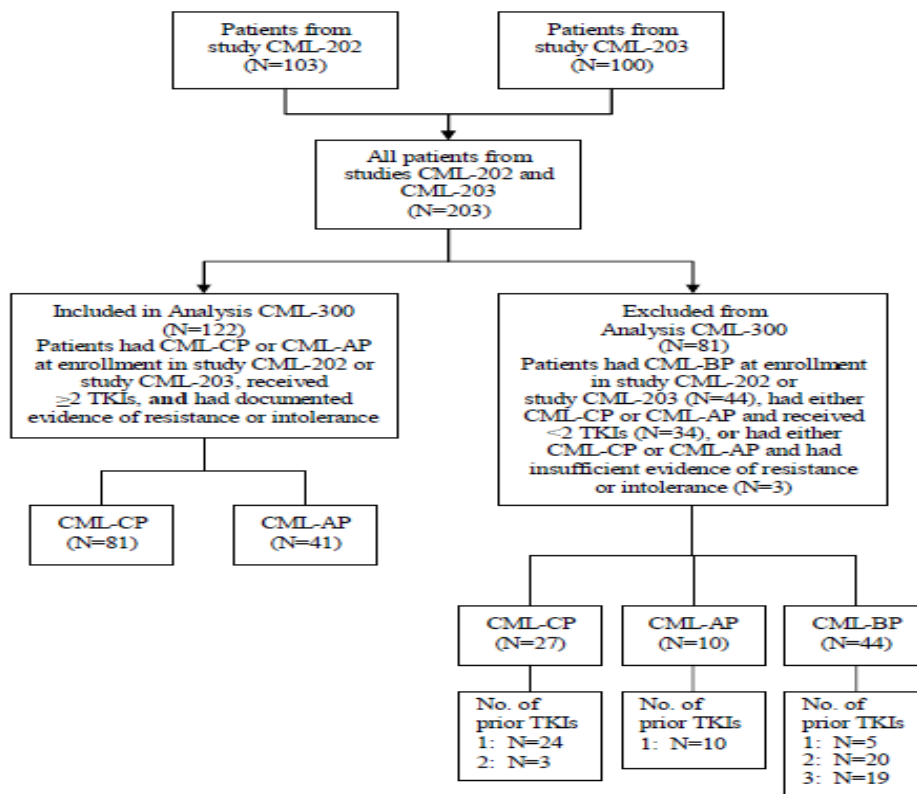 Patients from
study CML-202
(N=103)
Patients from
study CML-203
(N=100)
All patients from
studies CML-202 and
CML-203
(N=203)
Included in Analysis CML-300
(N=122)
Patients had CML-CP or CML-AP
at enrollment in study CML-202 or
study CML-203, received
≥2 TKIs, and had documented
evidence of resistance or intolerance
Excluded from
Analysis CML-300
(N=81)
Patients had CML-BP at enrollment
in study CML-202 or
study CML-203 (N=44), had either
CML-CP or CML-AP and received
<2 TKIs (N=34), or had either
CML-CP or CML-AP and had
insufficient evidence of resistance
or intolerance (N=3)
CML-CP
(N=81)
CML-AP
(N=41)
CML-CP
(N=27)
CML-AP
(N=10)
CML-BP
(N=44)
No. of
prior TKIs
1: N=24
2: N=3
No. of
prior TKIs
1: N=10
No. of
prior TKIs
1: N=5
2: N=20
3: N=19